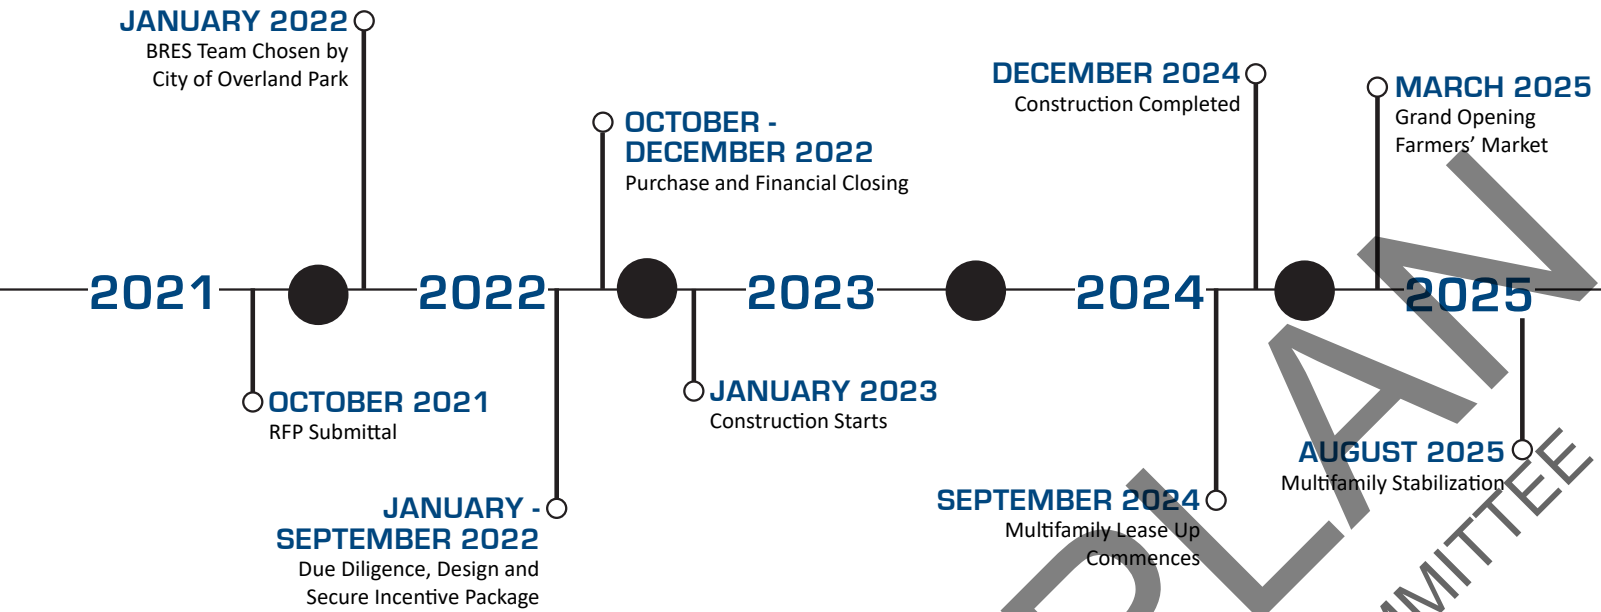 JANUARY 2022
BRES Team Chosen by
City of Overland Park
OCTOBER -
DECEMBER 2022
Purchase and Financial Closing
DECEMBER 2024
Construction Completed
MARCH 2025
Grand Opening
Farmers’ Market
2021
2022
2023
2024
2025
OCTOBER 2021
RFP Submittal
JANUARY -
SEPTEMBER 2022
Due Diligence, Design and
Secure Incentive Package
JANUARY 2023
Construction Starts
SEPTEMBER 2024
Multifamily Lease Up
Commences
AUGUST 2025
Multifamily Stabilization
PLAN